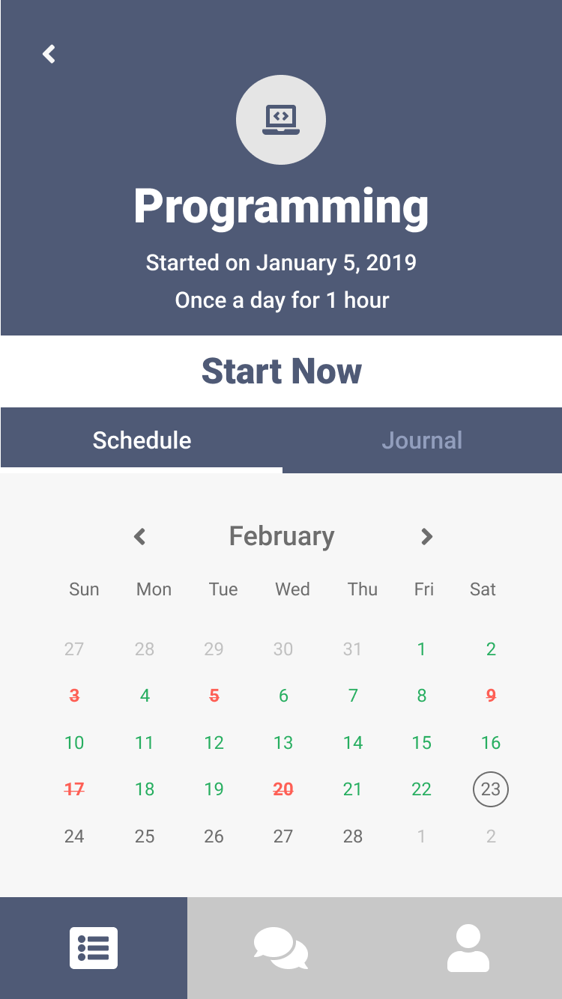 Programming
Started on January 5, 2019
Once a day for 1 hour
Start Now
Schedule Journal
February
Sun Mon Tue Wed Thu Fri Sat
27 28 29 30 31 1 2
3 4 5 6 7 8 9
10 11 12 13 14 15 16
17 18 19 20 21 22 23
24 25 26 27 28 1 2